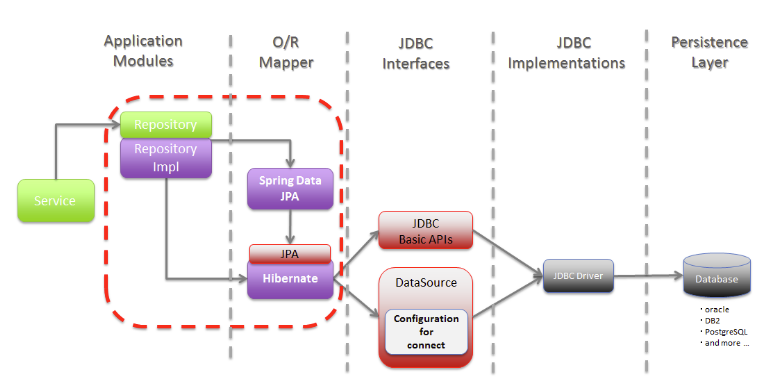 Application
Modules
O/R
Mapper
JDBC
Interfaces
JDBC
Implementations
Persistence
Layer
Repository
Repository
Impl
Service
Spring Data
JPA
JPA
Hibernate
JDBC
Basic APIs
DataSource
Configuration
for
connect
JDBC Driver
Database
・oracle
・DB2
・PostgreSQL
・and more ...